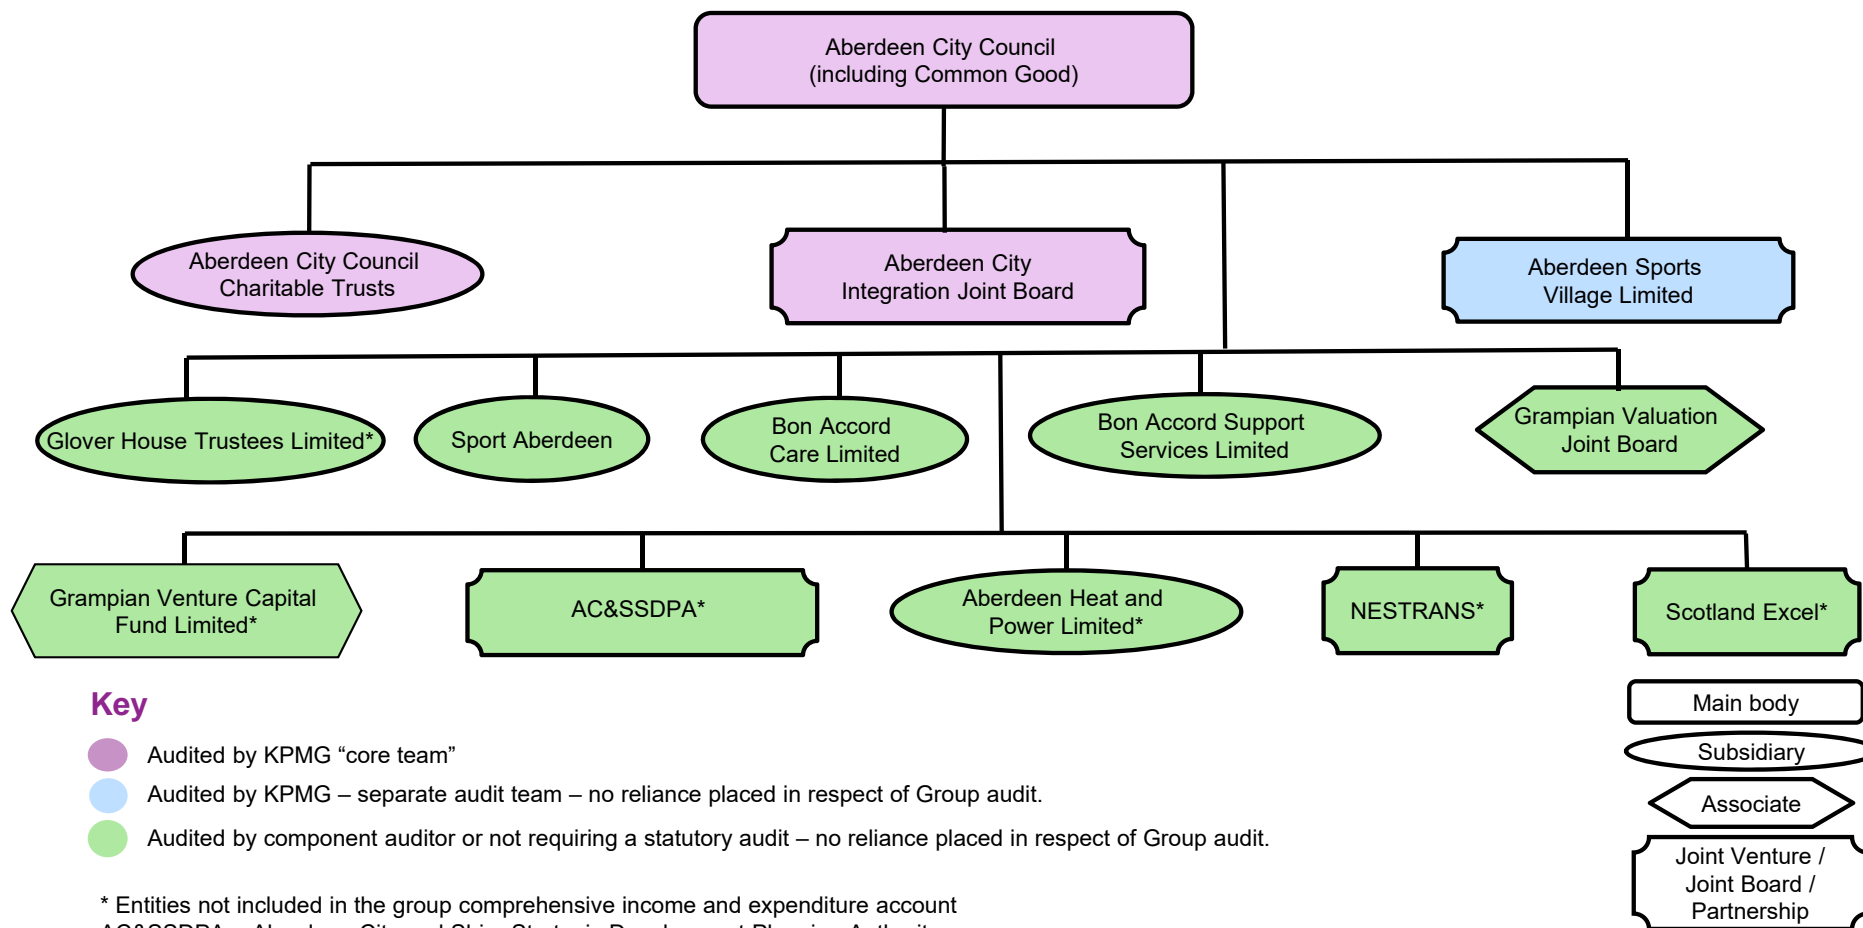 Aberdeen City Council
(including Common Good)
Aberdeen City Council
Charitable Trusts
Aberdeen City
Integration Joint Board
Aberdeen Sports
Village Limited
Glover House Trustees Limited*
Sport Aberdeen
Bon Accord
Care Limited
Bon Accord Support
Services Limited
Grampian Valuation
Joint Board
Grampian Venture Capital
Fund Limited*
AC&SSDPA*
Aberdeen Heat and
Power Limited*
NESTRANS*
Scotland Excel*
Key
Audited by KPMG “core team”
Audited by KPMG – separate audit team – no reliance placed in respect of Group audit.
Audited by component auditor or not requiring a statutory audit – no reliance placed in respect of Group audit.
Main body
Subsidiary
Associate
Joint Venture /
Joint Board /
Partnership
* Entities not included in the group comprehensive income and expenditure account